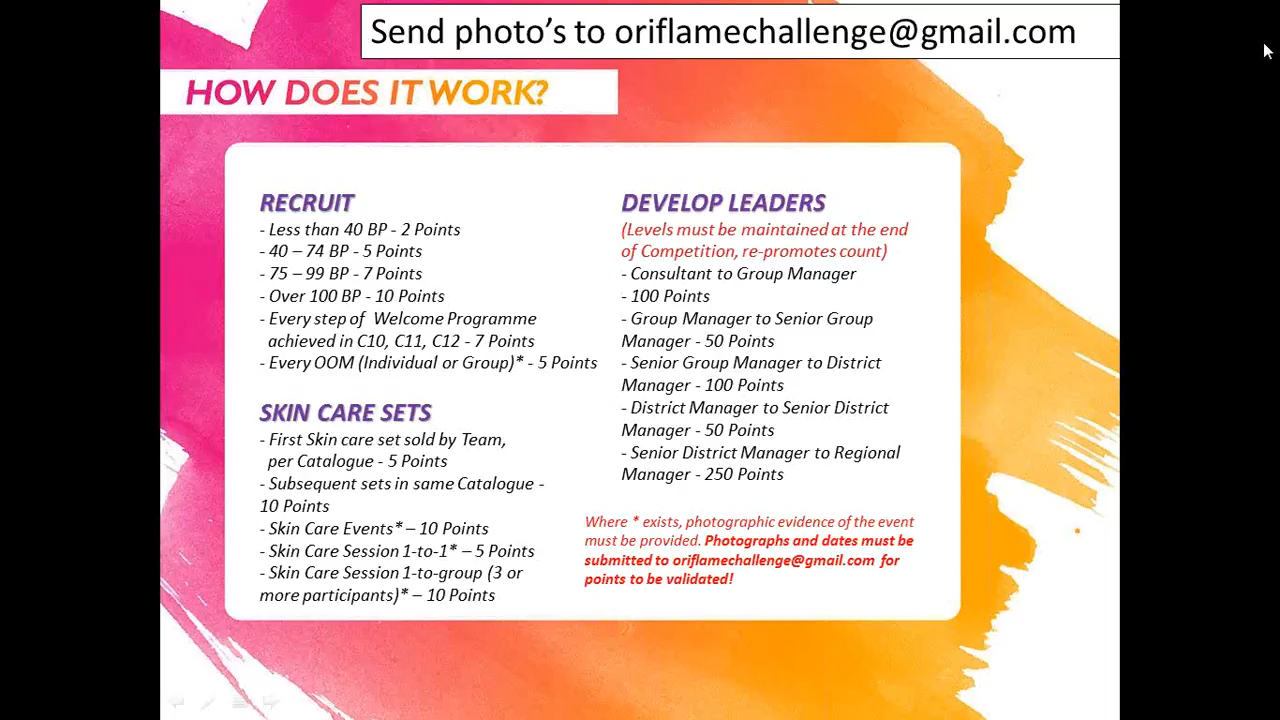 Send photo's to oriflamechallenge@gmail.com
HOW DOES IT WORK?
RECRUIT
- Less than 40 BP - 2 Points
- 40 – 74 BP - 5 Points
- 75 – 99 BP - 7 Points
- Over 100 BP - 10 Points
- Every step of Welcome Programme
achieved in C10, C11, C12 - 7 Points
- Every OOM (Individual or Group)* - 5 Points
SKIN CARE SETS
- First Skin care set sold by Team,
per Catalogue - 5 Points
- Subsequent sets in same Catalogue -
10 Points
- Skin Care Events* – 10 Points
- Skin Care Session 1-to-1* – 5 Points
- Skin Care Session 1-to-group (3 or
more participants)* – 10 Points
DEVELOP LEADERS
(Levels must be maintained at the end
of Competition, re-promotes count)
- Consultant to Group Manager
- 100 Points
- Group Manager to Senior Group
Manager - 50 Points
- Senior Group Manager to District
Manager - 100 Points
- District Manager to Senior District
Manager - 50 Points
- Senior District Manager to Regional
Manager - 250 Points
Where * exists, photographic evidence of the event
must be provided. Photographs and dates must be
submitted to oriflamechallenge@gmail.com for
points to be validated!